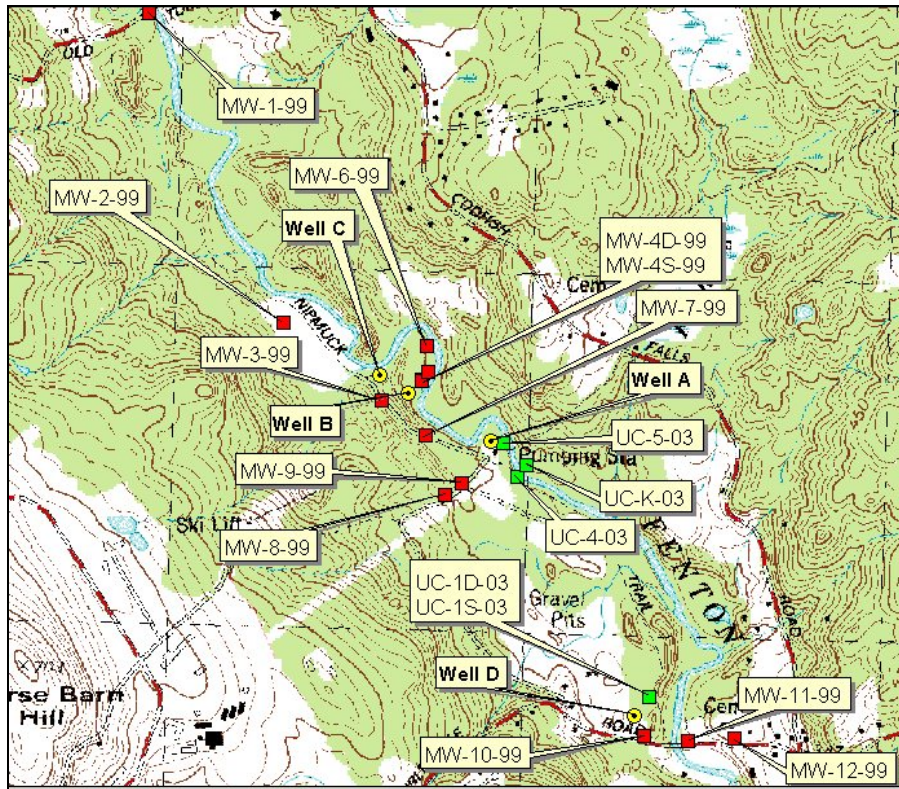 OLD
MW-1-99
MW-6-99
MW-2-99
Well C
MW-4D-99
MW-4S-99
Cem
MW-7-99
NIPMUCK
FALLS
MW-3-99
Well A
Well B
UC-5-03
Pumping Sta
MW-9-99
UC-K-03
Ski Lift
MW-8-99
UC-4-03
FENTON
UC-1D-03
UC-1S-03
TRAIL
ROAD
Gravel
Pits
Well D
rse Barn
Hill
Cem
MW-11-99
ROAD
MW-10-99
MW-12-99